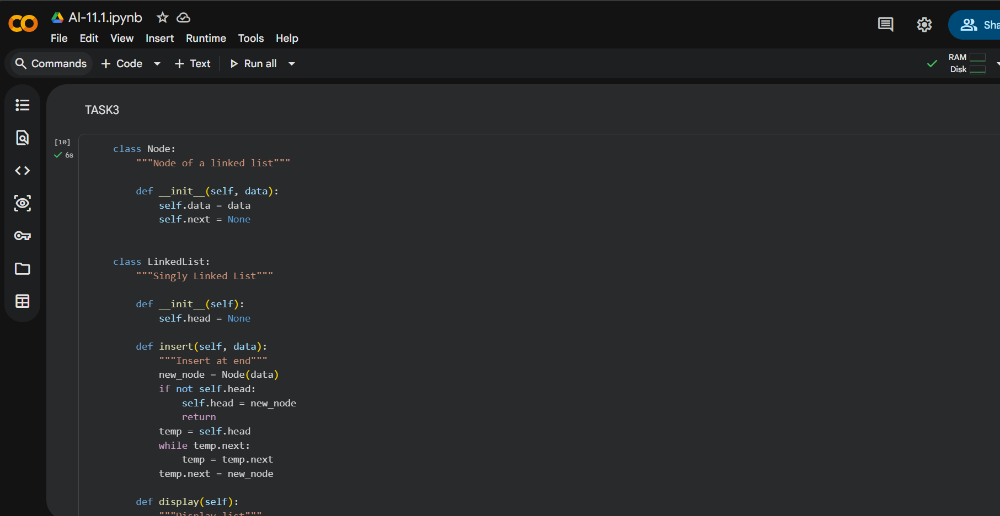 AI-11.1.ipynb
File Edit View Insert Runtime Tools Help
Commands + Code + Text Run all
RAM
Disk
TASK3
[10]
6s
class Node:
    """Node of a linked list"""

    def __init__(self, data):
        self.data = data
        self.next = None


class LinkedList:
    """Singly Linked List"""

    def __init__(self):
        self.head = None

    def insert(self, data):
        """Insert at end"""
        new_node = Node(data)
        if not self.head:
            self.head = new_node
            return
        temp = self.head
        while temp.next:
            temp = temp.next
        temp.next = new_node

    def display(self):
        """Display list"""